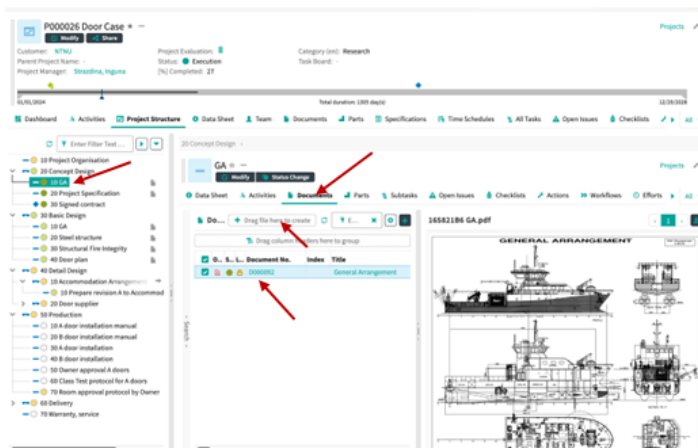 P000026 Door Case
Modify
Share
Projects
Customer: NTNU
Project Evaluation:
Category (en): Research
Parent Project Name: -
Status: Execution
Task Board: -
Project Manager: Strazdina, Inguna
[%] Completed: 27
01/01/2024
Total duration: 1305 day(s)
12/29/2028
Dashboard Activities Project Structure Data Sheet Team Documents Parts Specifications Time Schedules All Tasks Open Issues Checklists All
Enter Filter Text ...
20 Concept Design
10 Project Organisation
20 Concept Design
10 GA
20 Project Specification
30 Signed contract
30 Basic Design
10 GA
20 Steel structure
30 Structural Fire Integrity
40 Door plan
40 Detail Design
10 Accommodation Arrangement
10 Prepare revision A to Accommod
20 Door supplier
50 Production
10 A door installation manual
20 B door installation manual
30 A door installation
40 B door installation
50 Owner approval A doors
60 Class Test protocol for A doors
70 Room approval protocol by Owner
60 Delivery
70 Warranty, service
GA
Projects
Modify
Status Change
Data Sheet Activities Documents Parts Subtasks Open Issues Checklists Actions Workflows Efforts All
Do... Drag file here to create E...
Drag column headers here to group
O.. S.. L.. Document No. Index Title
D000092 General Arrangement
Search
165821B6 GA.pdf
1
GENERAL ARRANGEMENT